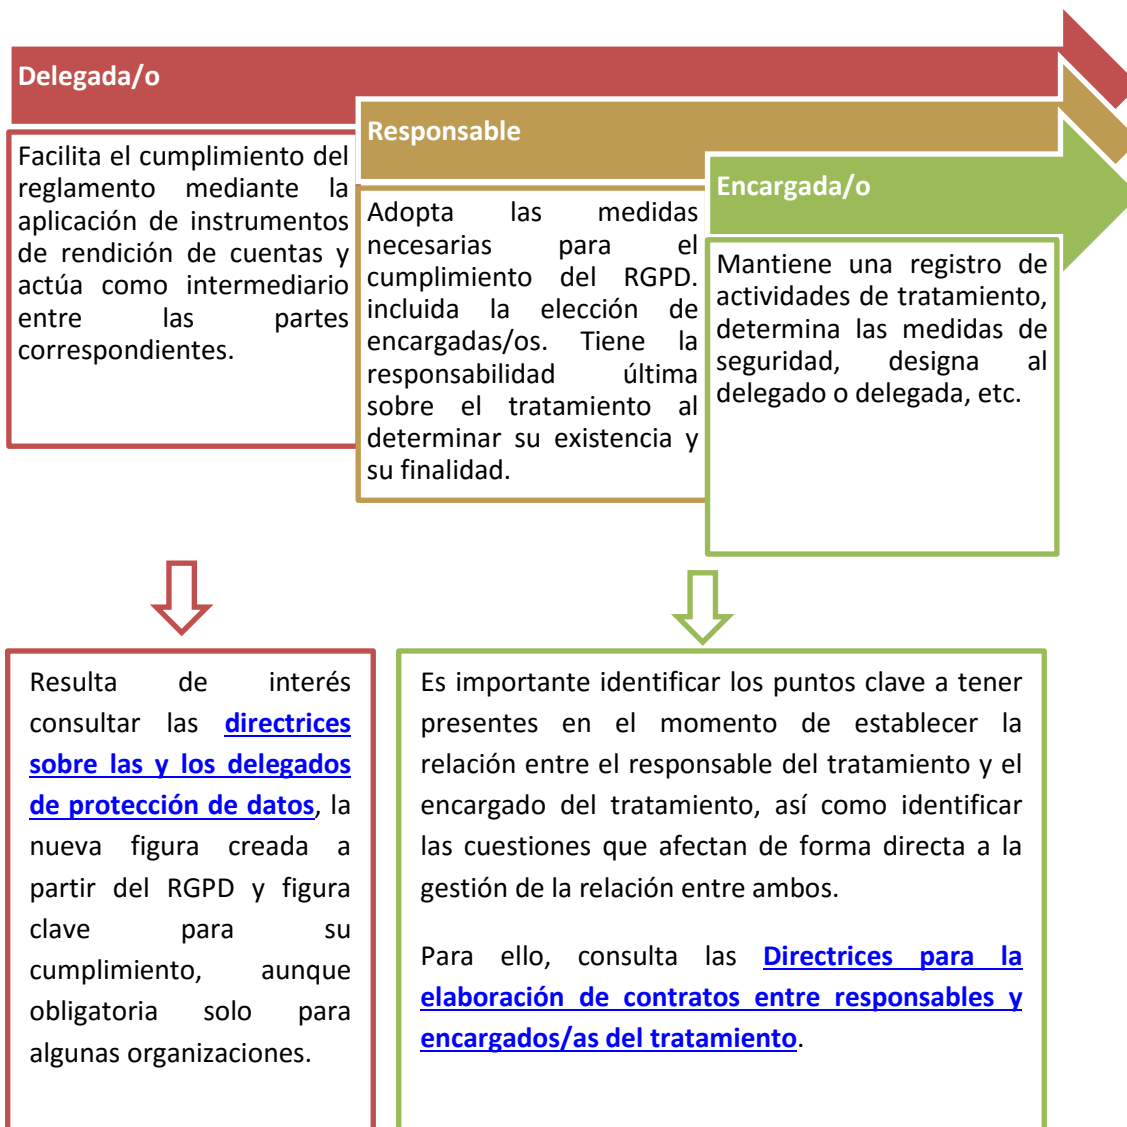 Delegada/o
Facilita el cumplimiento del
reglamento mediante la
aplicación de instrumentos
de rendición de cuentas y
actúa como intermediario
entre las partes
correspondientes.
Responsable
Adopta las medidas
necesarias para el
cumplimiento del RGPD.
incluida la elección de
encargadas/os. Tiene la
responsabilidad última
sobre el tratamiento al
determinar su existencia y
su finalidad.
Encargada/o
Mantiene una registro de
actividades de tratamiento,
determina las medidas de
seguridad, designa al
delegado o delegada, etc.
Resulta de interés
consultar las directrices
sobre las y los delegados
de protección de datos, la
nueva figura creada a
partir del RGPD y figura
clave para su
cumplimiento, aunque
obligatoria solo para
algunas organizaciones.
Es importante identificar los puntos clave a tener
presentes en el momento de establecer la
relación entre el responsable del tratamiento y el
encargado del tratamiento, así como identificar
las cuestiones que afectan de forma directa a la
gestión de la relación entre ambos.
Para ello, consulta las Directrices para la
elaboración de contratos entre responsables y
encargados/as del tratamiento.